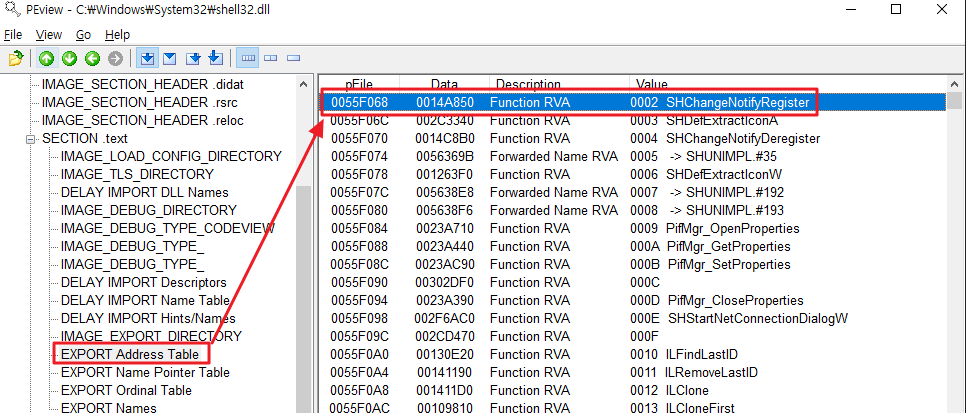 PEview - C:₩Windows₩System32₩shell32.dll
File View Go Help
IMAGE_SECTION_HEADER .didat
IMAGE_SECTION_HEADER .rsrc
IMAGE_SECTION_HEADER .reloc
SECTION .text
IMAGE_LOAD_CONFIG_DIRECTORY
IMAGE_TLS_DIRECTORY
DELAY IMPORT DLL Names
IMAGE_DEBUG_DIRECTORY
IMAGE_DEBUG_TYPE_CODEVIEW
IMAGE_DEBUG_TYPE_
IMAGE_DEBUG_TYPE_
DELAY IMPORT Descriptors
DELAY IMPORT Name Table
DELAY IMPORT Hints/Names
IMAGE_EXPORT_DIRECTORY
EXPORT Address Table
EXPORT Name Pointer Table
EXPORT Ordinal Table
EXPORT Names
pFile Data Description Value
0055F068 0014A850 Function RVA 0002 SHChangeNotifyRegister
0055F06C 002C3340 Function RVA 0003 SHDefExtractIconA
0055F070 0014C8B0 Function RVA 0004 SHChangeNotifyDeregister
0055F074 0056369B Forwarded Name RVA 0005 -> SHUNIMPL.#35
0055F078 001263F0 Function RVA 0006 SHDefExtractIconW
0055F07C 005638E8 Forwarded Name RVA 0007 -> SHUNIMPL.#192
0055F080 005638F6 Forwarded Name RVA 0008 -> SHUNIMPL.#193
0055F084 0023A710 Function RVA 0009 PifMgr_OpenProperties
0055F088 0023A440 Function RVA 000A PifMgr_GetProperties
0055F08C 0023AC90 Function RVA 000B PifMgr_SetProperties
0055F090 00302DF0 Function RVA 000C
0055F094 0023A390 Function RVA 000D PifMgr_CloseProperties
0055F098 002F6AC0 Function RVA 000E SHStartNetConnectionDialogW
0055F09C 002CD470 Function RVA 000F
0055F0A0 00130E20 Function RVA 0010 ILFindLastID
0055F0A4 00141190 Function RVA 0011 ILRemoveLastID
0055F0A8 001411D0 Function RVA 0012 ILClone
0055F0AC 00109810 Function RVA 0013 ILCloneFirst